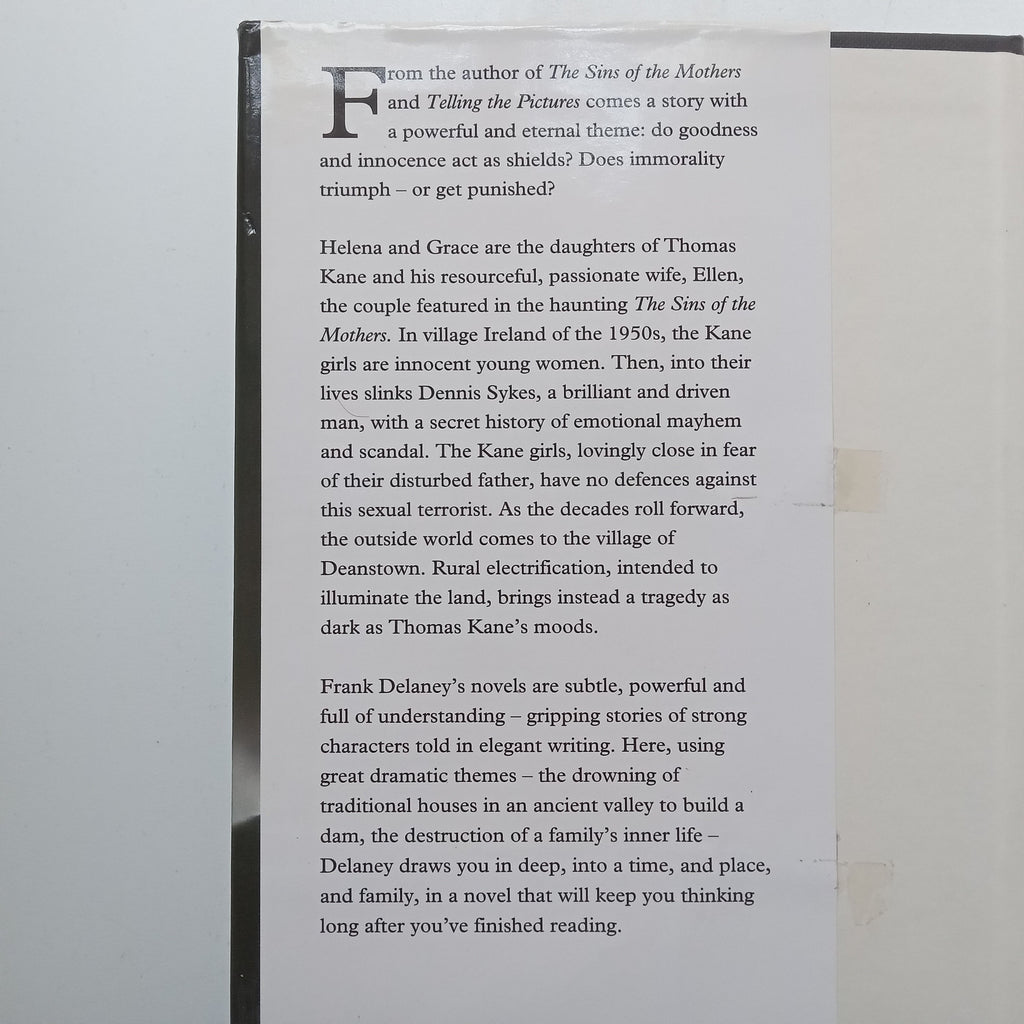 From the author of The Sins of the Mothers
and Telling the Pictures comes a story with
a powerful and eternal theme: do goodness
and innocence act as shields? Does immorality
triumph – or get punished?
Helena and Grace are the daughters of Thomas
Kane and his resourceful, passionate wife, Ellen,
the couple featured in the haunting The Sins of the
Mothers. In village Ireland of the 1950s, the Kane
girls are innocent young women. Then, into their
lives slinks Dennis Sykes, a brilliant and driven
man, with a secret history of emotional mayhem
and scandal. The Kane girls, lovingly close in fear
of their disturbed father, have no defences against
this sexual terrorist. As the decades roll forward,
the outside world comes to the village of
Deanstown. Rural electrification, intended to
illuminate the land, brings instead a tragedy as
dark as Thomas Kane’s moods.
Frank Delaney’s novels are subtle, powerful and
full of understanding – gripping stories of strong
characters told in elegant writing. Here, using
great dramatic themes – the drowning of
traditional houses in an ancient valley to build a
dam, the destruction of a family’s inner life –
Delaney draws you in deep, into a time, and place,
and family, in a novel that will keep you thinking
long after you’ve finished reading.